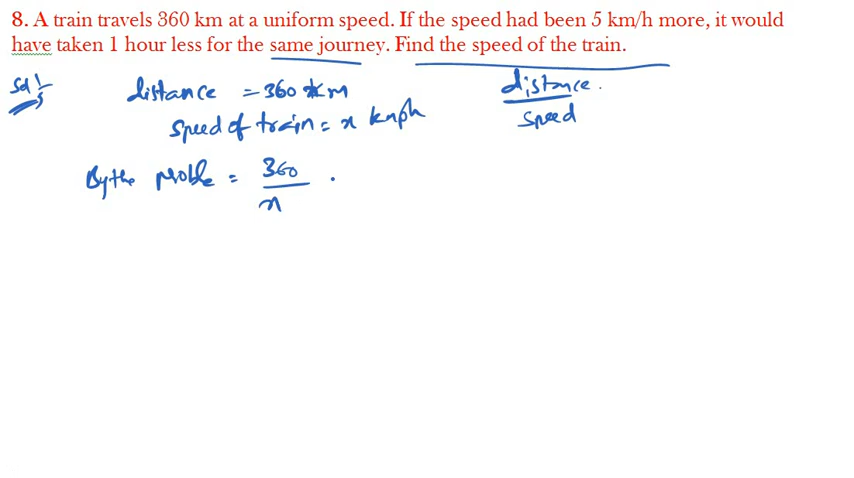 8. A train travels 360 km at a uniform speed. If the speed had been 5 km/h more, it would
have taken 1 hour less for the same journey. Find the speed of the train.
distance = 360 km
speed of train = x kmph
distance
speed
By the proble = 360
x